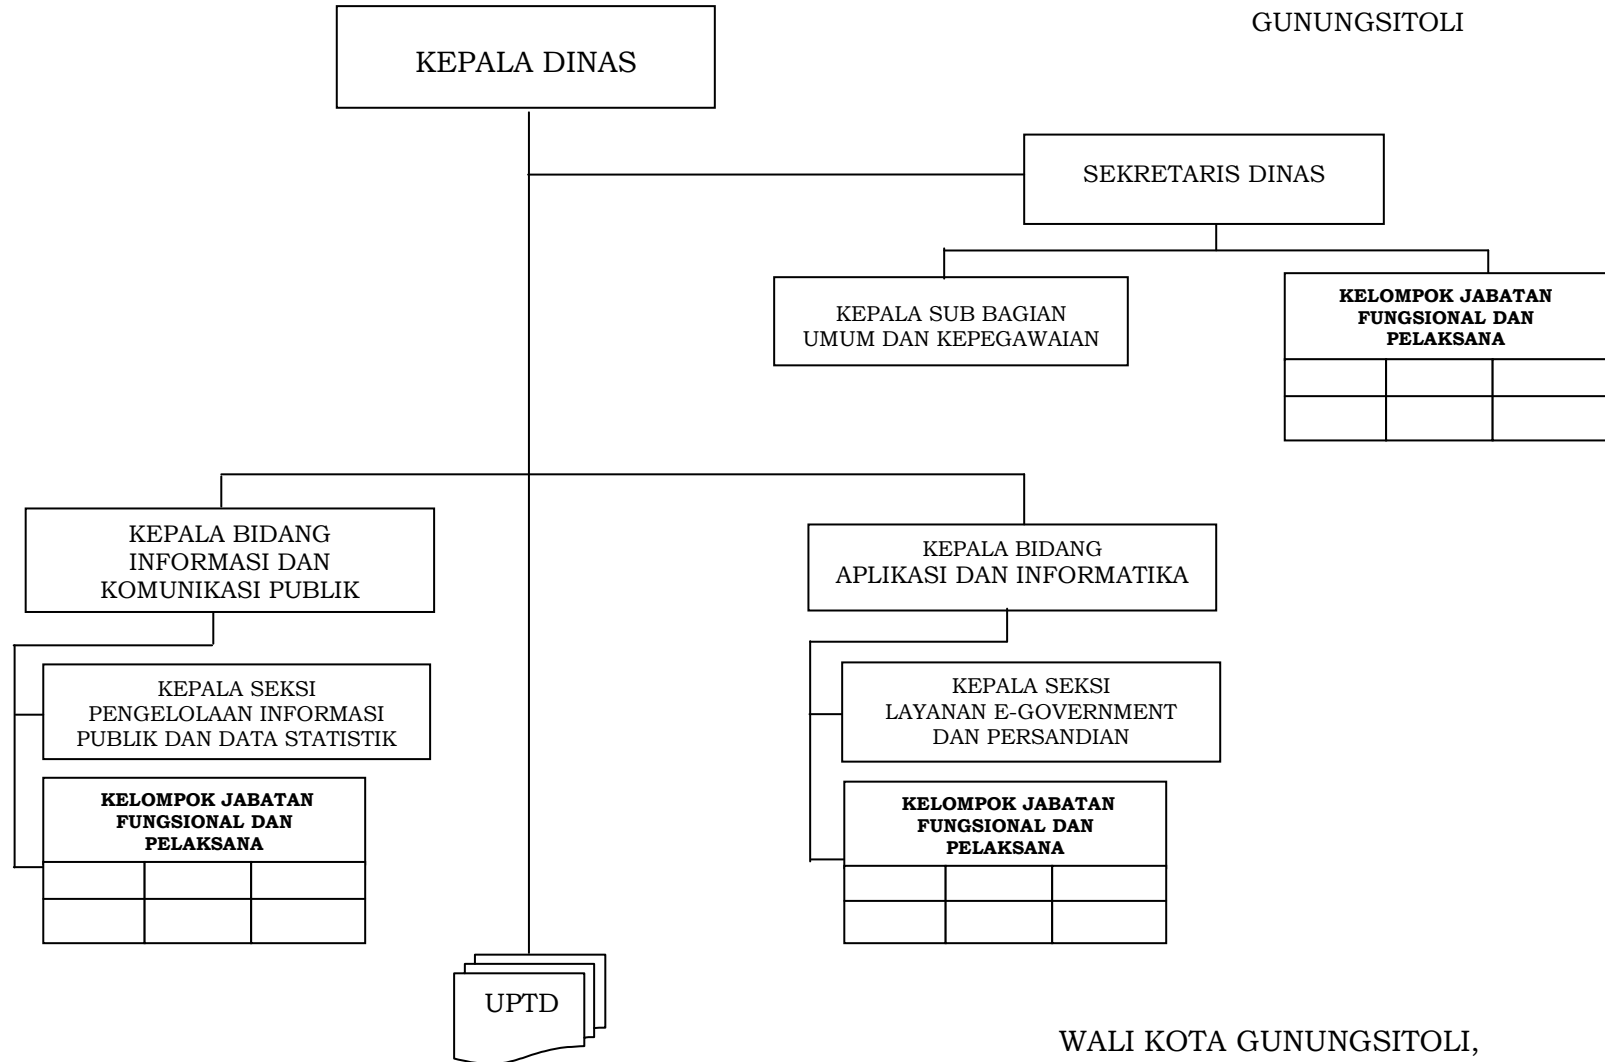 GUNUNGSITOLI
KEPALA DINAS
SEKRETARIS DINAS
KEPALA SUB BAGIAN
UMUM DAN KEPEGAWAIAN
KELOMPOK JABATAN
FUNGSIONAL DAN
PELAKSANA
KEPALA BIDANG
INFORMASI DAN
KOMUNIKASI PUBLIK
KEPALA BIDANG
APLIKASI DAN INFORMATIKA
KEPALA SEKSI
PENGELOLAAN INFORMASI
PUBLIK DAN DATA STATISTIK
KEPALA SEKSI
LAYANAN E-GOVERNMENT
DAN PERSANDIAN
KELOMPOK JABATAN
FUNGSIONAL DAN
PELAKSANA
KELOMPOK JABATAN
FUNGSIONAL DAN
PELAKSANA
UPTD
WALI KOTA GUNUNGSITOLI,